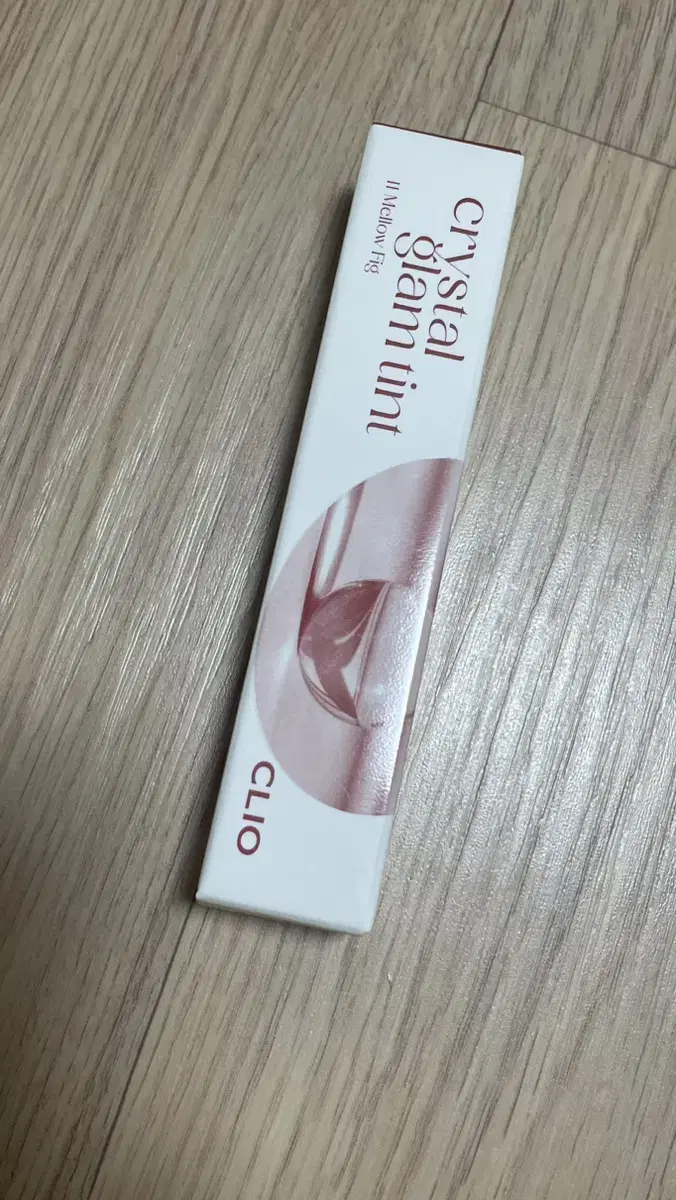 crystal
glam tint
11 Mellow Fig
CLIO